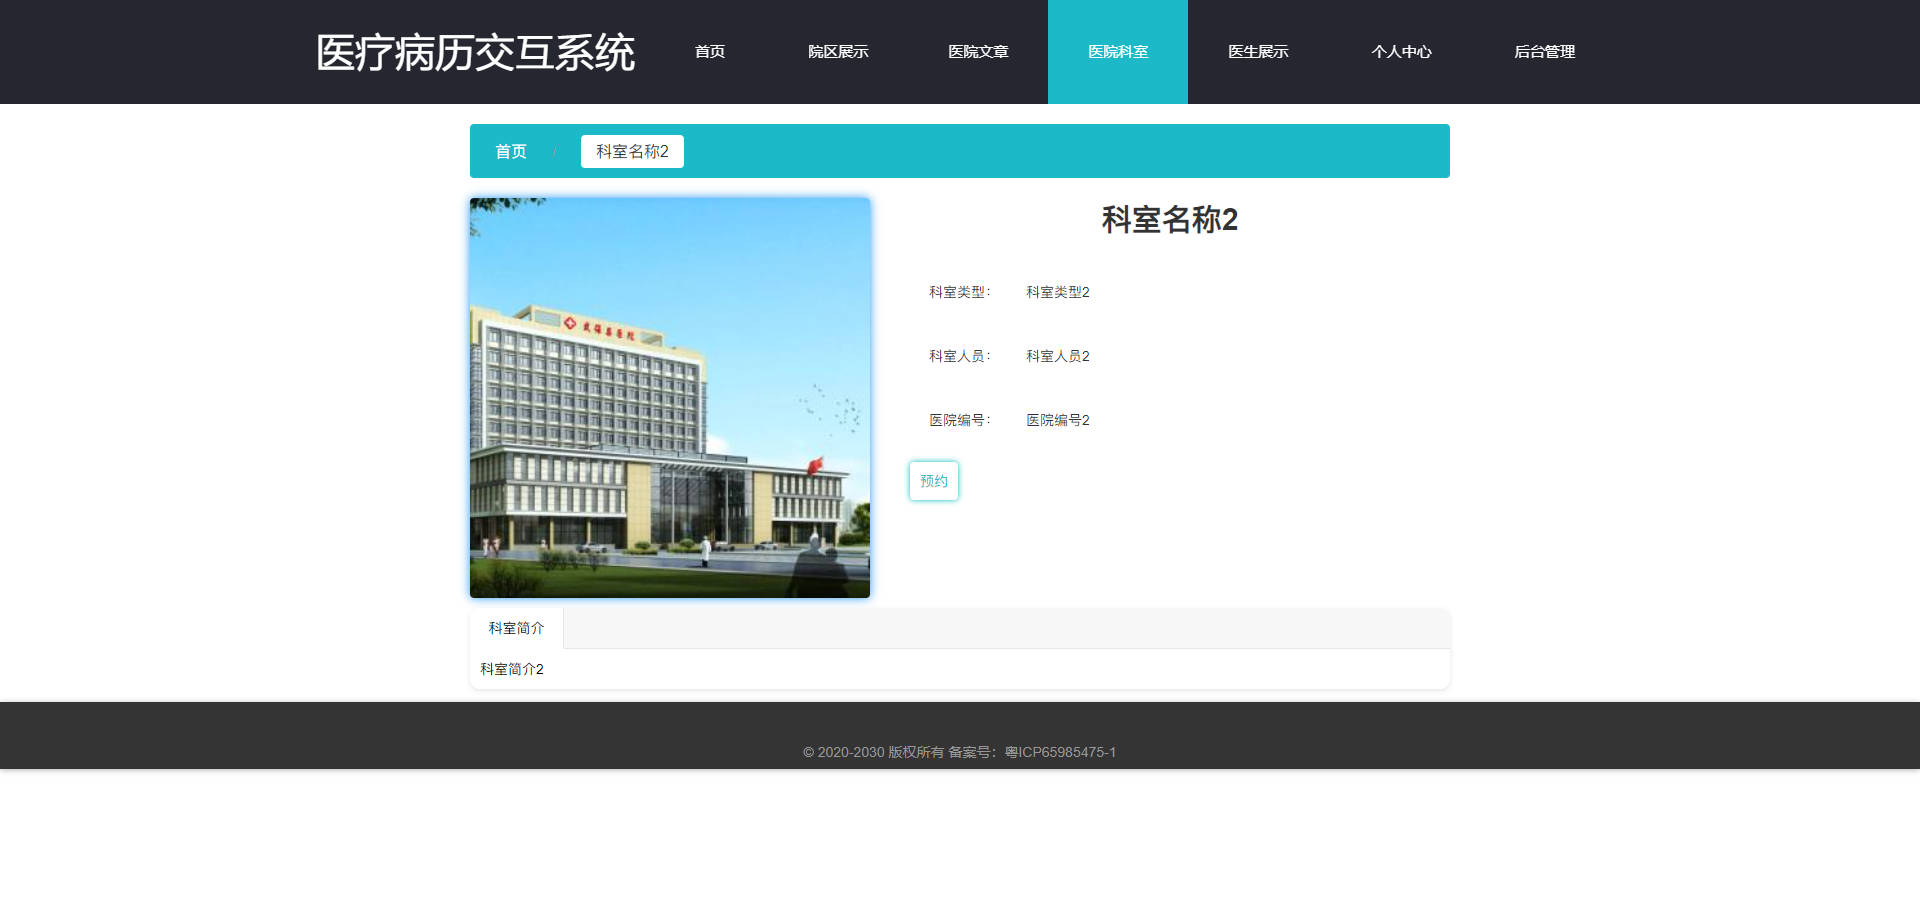 医疗病历交互系统 首页 院区展示 医院文章 医院科室 医生展示 个人中心 后台管理
首页 / 科室名称2
科室名称2
科室类型： 科室类型2
科室人员： 科室人员2
医院编号： 医院编号2
预约
科室简介
科室简介2
© 2020-2030 版权所有 备案号：粤ICP65985475-1